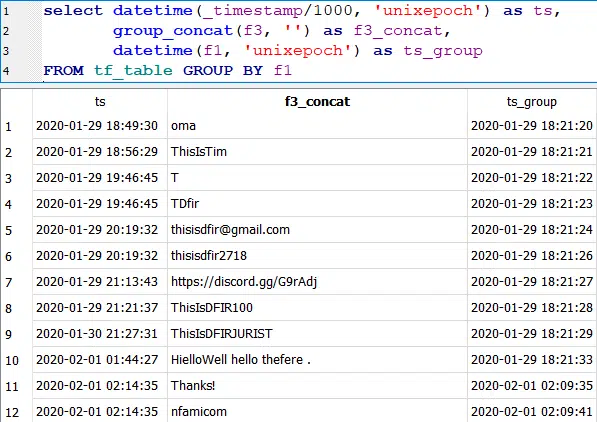 1 select datetime(_timestamp/1000, 'unixepoch') as ts,
2 group_concat(f3, '') as f3_concat,
3 datetime(f1, 'unixepoch') as ts_group
4 FROM tf_table GROUP BY f1
ts f3_concat ts_group
1 2020-01-29 18:49:30 oma 2020-01-29 18:21:20
2 2020-01-29 18:56:29 ThisIsTim 2020-01-29 18:21:21
3 2020-01-29 19:46:45 T 2020-01-29 18:21:22
4 2020-01-29 19:46:45 TDfir 2020-01-29 18:21:23
5 2020-01-29 20:19:32 thisisdfir@gmail.com 2020-01-29 18:21:24
6 2020-01-29 20:19:32 thisisdfir2718 2020-01-29 18:21:26
7 2020-01-29 21:13:43 https://discord.gg/G9rAdj 2020-01-29 18:21:27
8 2020-01-29 21:21:37 ThisIsDFIR100 2020-01-29 18:21:28
9 2020-01-30 21:27:31 ThisIsDFIRJURIST 2020-01-29 18:21:29
10 2020-02-01 01:44:27 HielloWell hello thefere . 2020-01-29 18:21:33
11 2020-02-01 02:14:35 Thanks! 2020-02-01 02:09:35
12 2020-02-01 02:14:35 nfamicom 2020-02-01 02:09:41